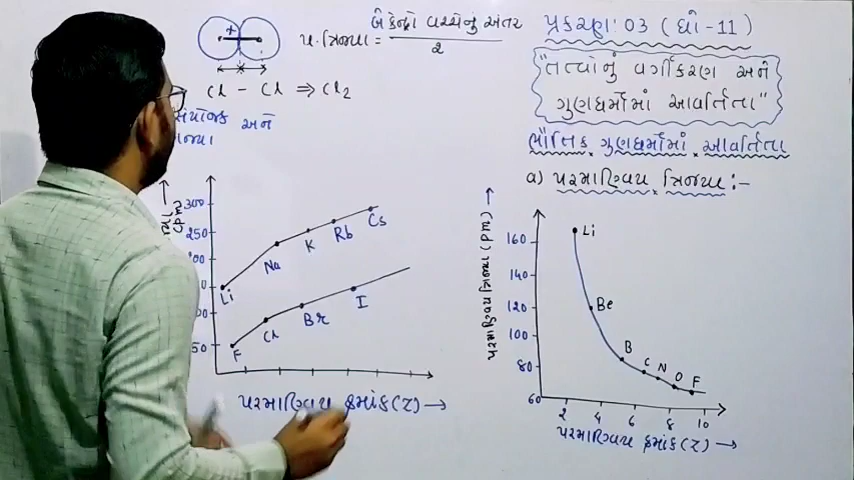 પ્રકરણ: 03 (ધો-11)
"તત્વોનું વર્ગીકરણ અને
ગુણધર્મોમાં આવર્તિતા"
ભૌતિક ગુણધર્મોમાં આવર્તિતા
a) પરમાણ્વિય ત્રિજ્યા :-
બે કેન્દ્રો વચ્ચેનું અંતર
પ. ત્રિજ્યા =
2
x
Cl - Cl ⇒ Cl2
અને
300
250
50
(pm)
Li
Na
K
Rb
Cs
F
Cl
Br
I
પરમાણ્વિય ક્રમાંક (Z) →
પરમાણ્વિય ત્રિજ્યા (pm) →
160
140
120
100
80
60
Li
Be
B
C
N
O
F
2 4 6 8 10
પરમાણ્વિય ક્રમાંક (Z) →